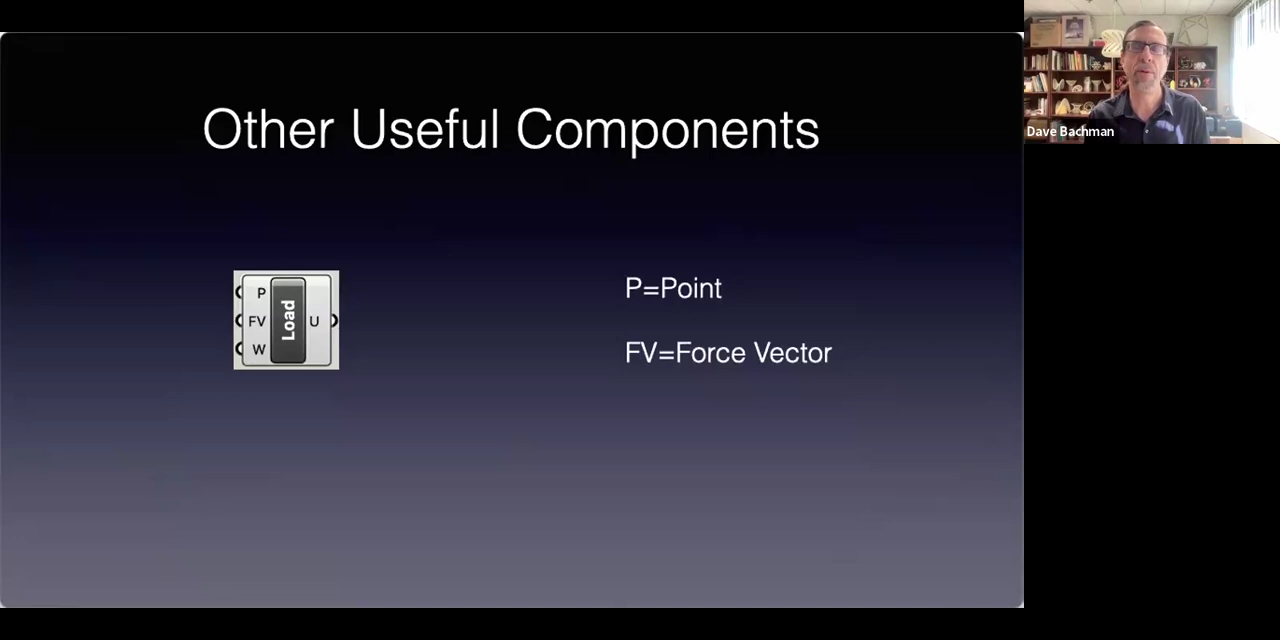 Other Useful Components
P
FV
W
Load
U
P=Point
FV=Force Vector
Dave Bachman